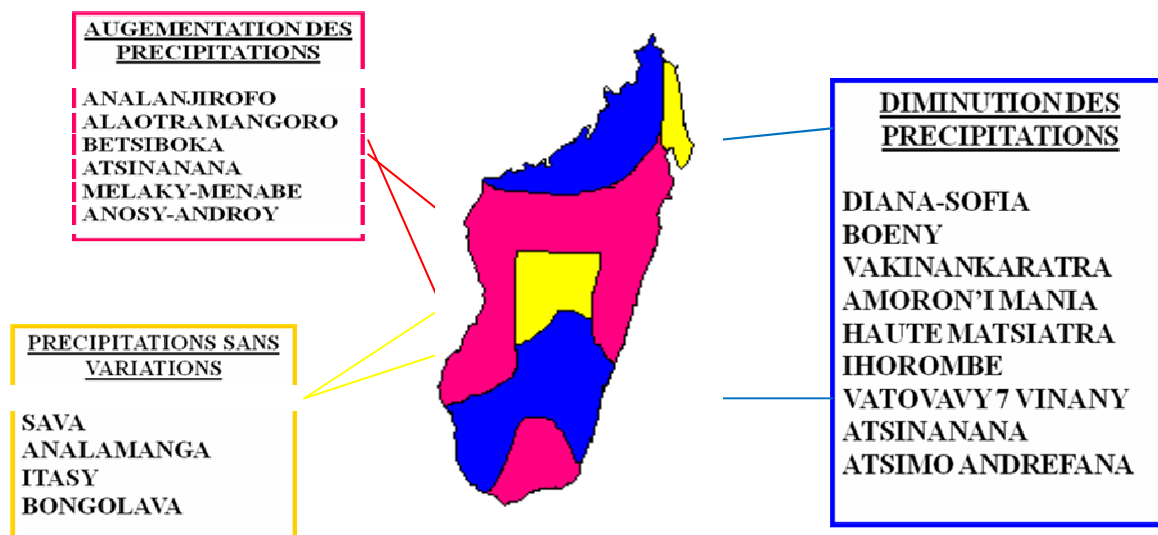 AUGEMENTATION DES
PRECIPITATIONS
ANALANJIROFO
ALAOTRA MANGORO
BETSIBOKA
ATSINANANA
MELAKY-MENABE
ANOSY-ANDROY
PRECIPITATIONS SANS
VARIATIONS
SAVA
ANALAMANGA
ITASY
BONGOLAVA
DIMINUTION DES
PRECIPITATIONS
DIANA-SOFIA
BOENY
VAKINANKARATRA
AMORON'I MANIA
HAUTE MATSIATRA
IHOROMBE
VATOVAVY 7 VINANY
ATSINANANA
ATSIMO ANDREFANA